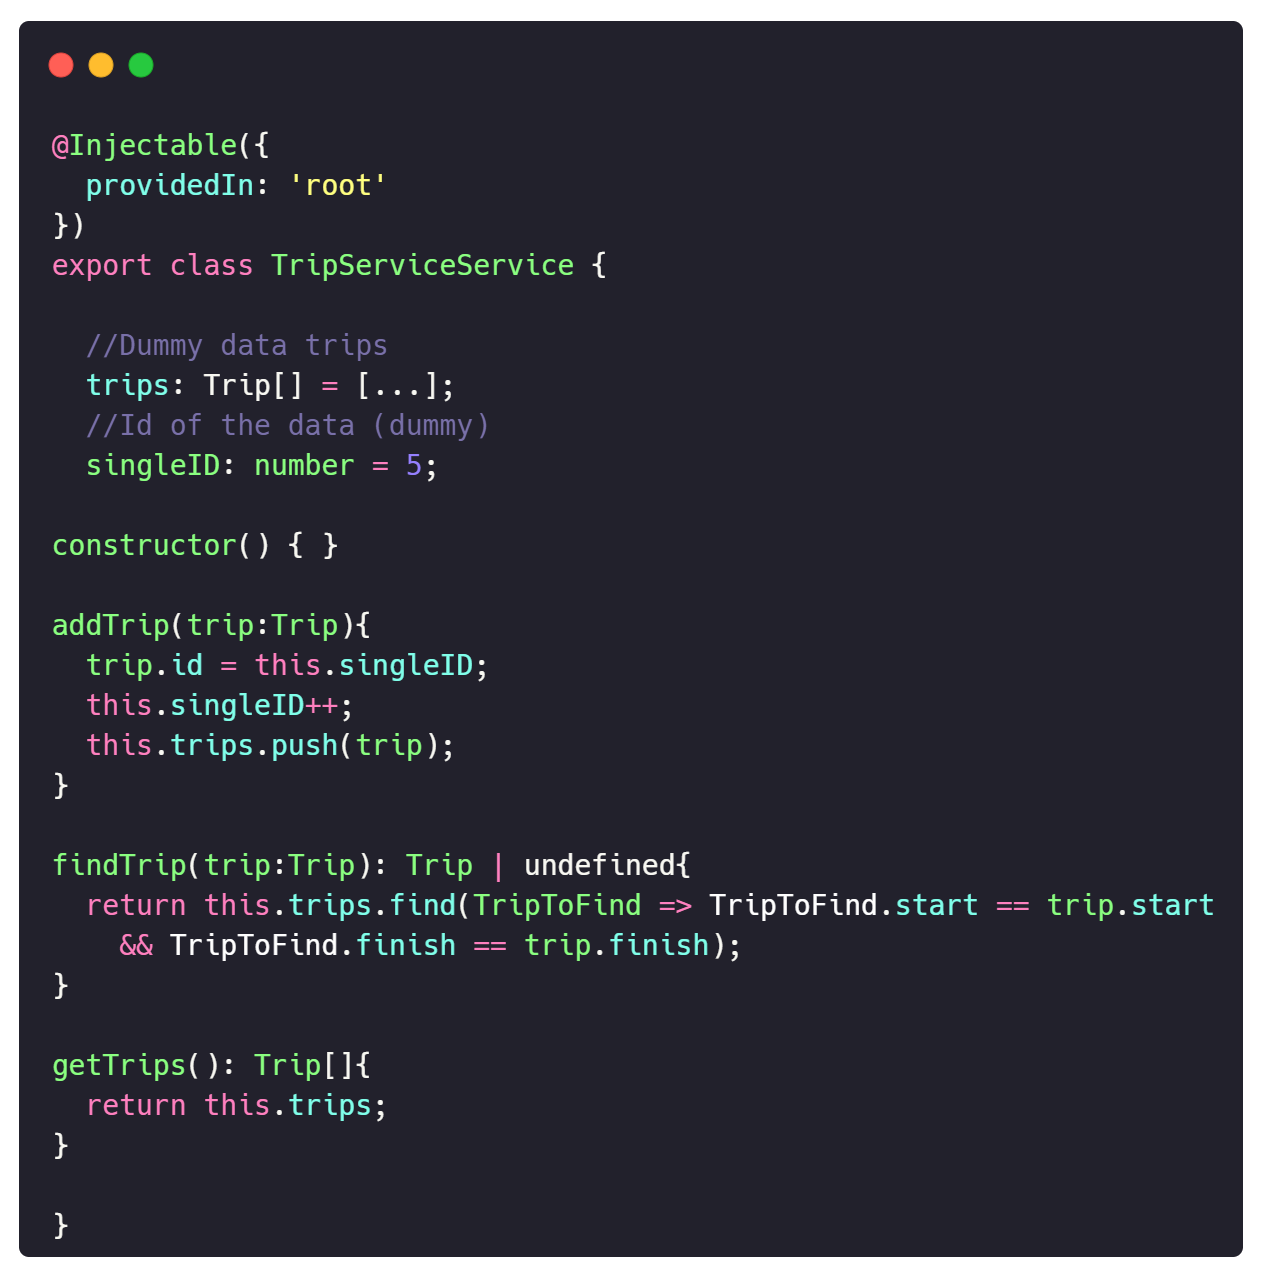 @Injectable({
  providedIn: 'root'
})
export class TripServiceService {

  //Dummy data trips
  trips: Trip[] = [...];
  //Id of the data (dummy)
  singleID: number = 5;

constructor() { }

addTrip(trip:Trip){
  trip.id = this.singleID;
  this.singleID++;
  this.trips.push(trip);
}

findTrip(trip:Trip): Trip | undefined{
  return this.trips.find(TripToFind => TripToFind.start == trip.start
    && TripToFind.finish == trip.finish);
}

getTrips(): Trip[]{
  return this.trips;
}

}